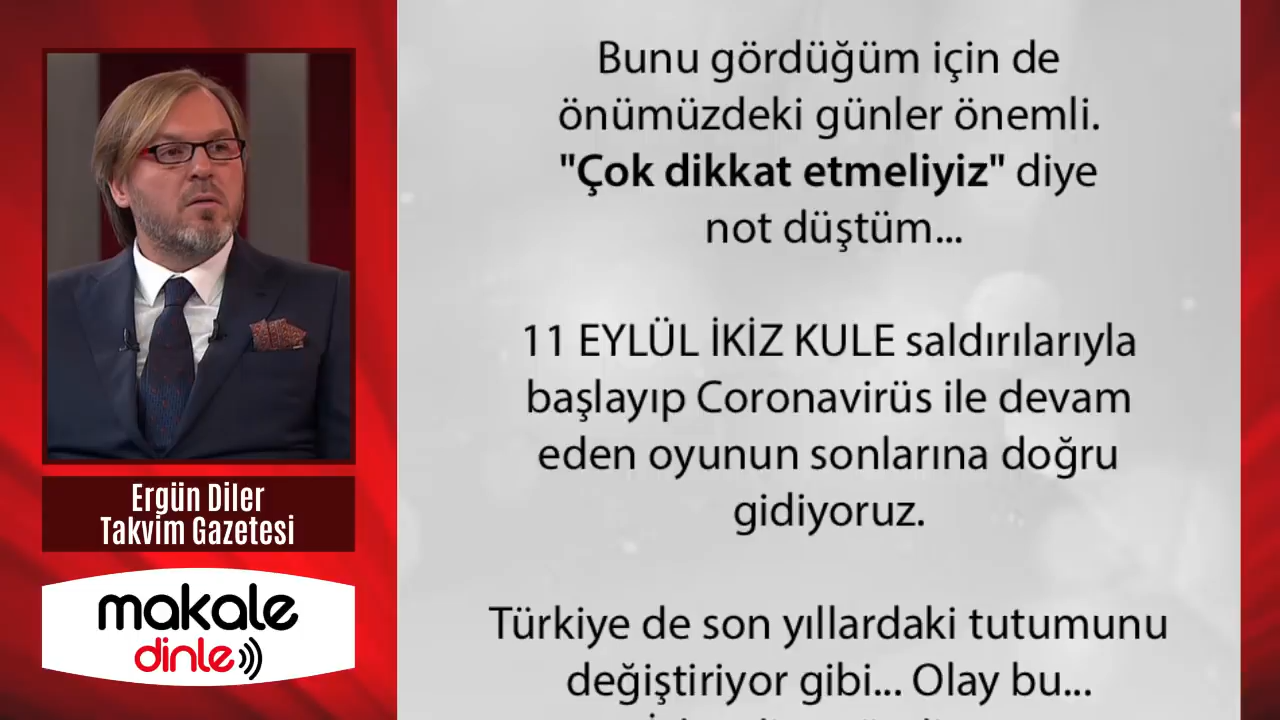 Bunu gördüğüm için de
önümüzdeki günler önemli.
"Çok dikkat etmeliyiz" diye
not düştüm...
11 EYLÜL İKİZ KULE saldırılarıyla
başlayıp Coronavirüs ile devam
eden oyunun sonlarına doğru
gidiyoruz.
Türkiye de son yıllardaki tutumunu
değiştiriyor gibi... Olay bu...
Ergün Diler
Takvim Gazetesi
makale
dinle